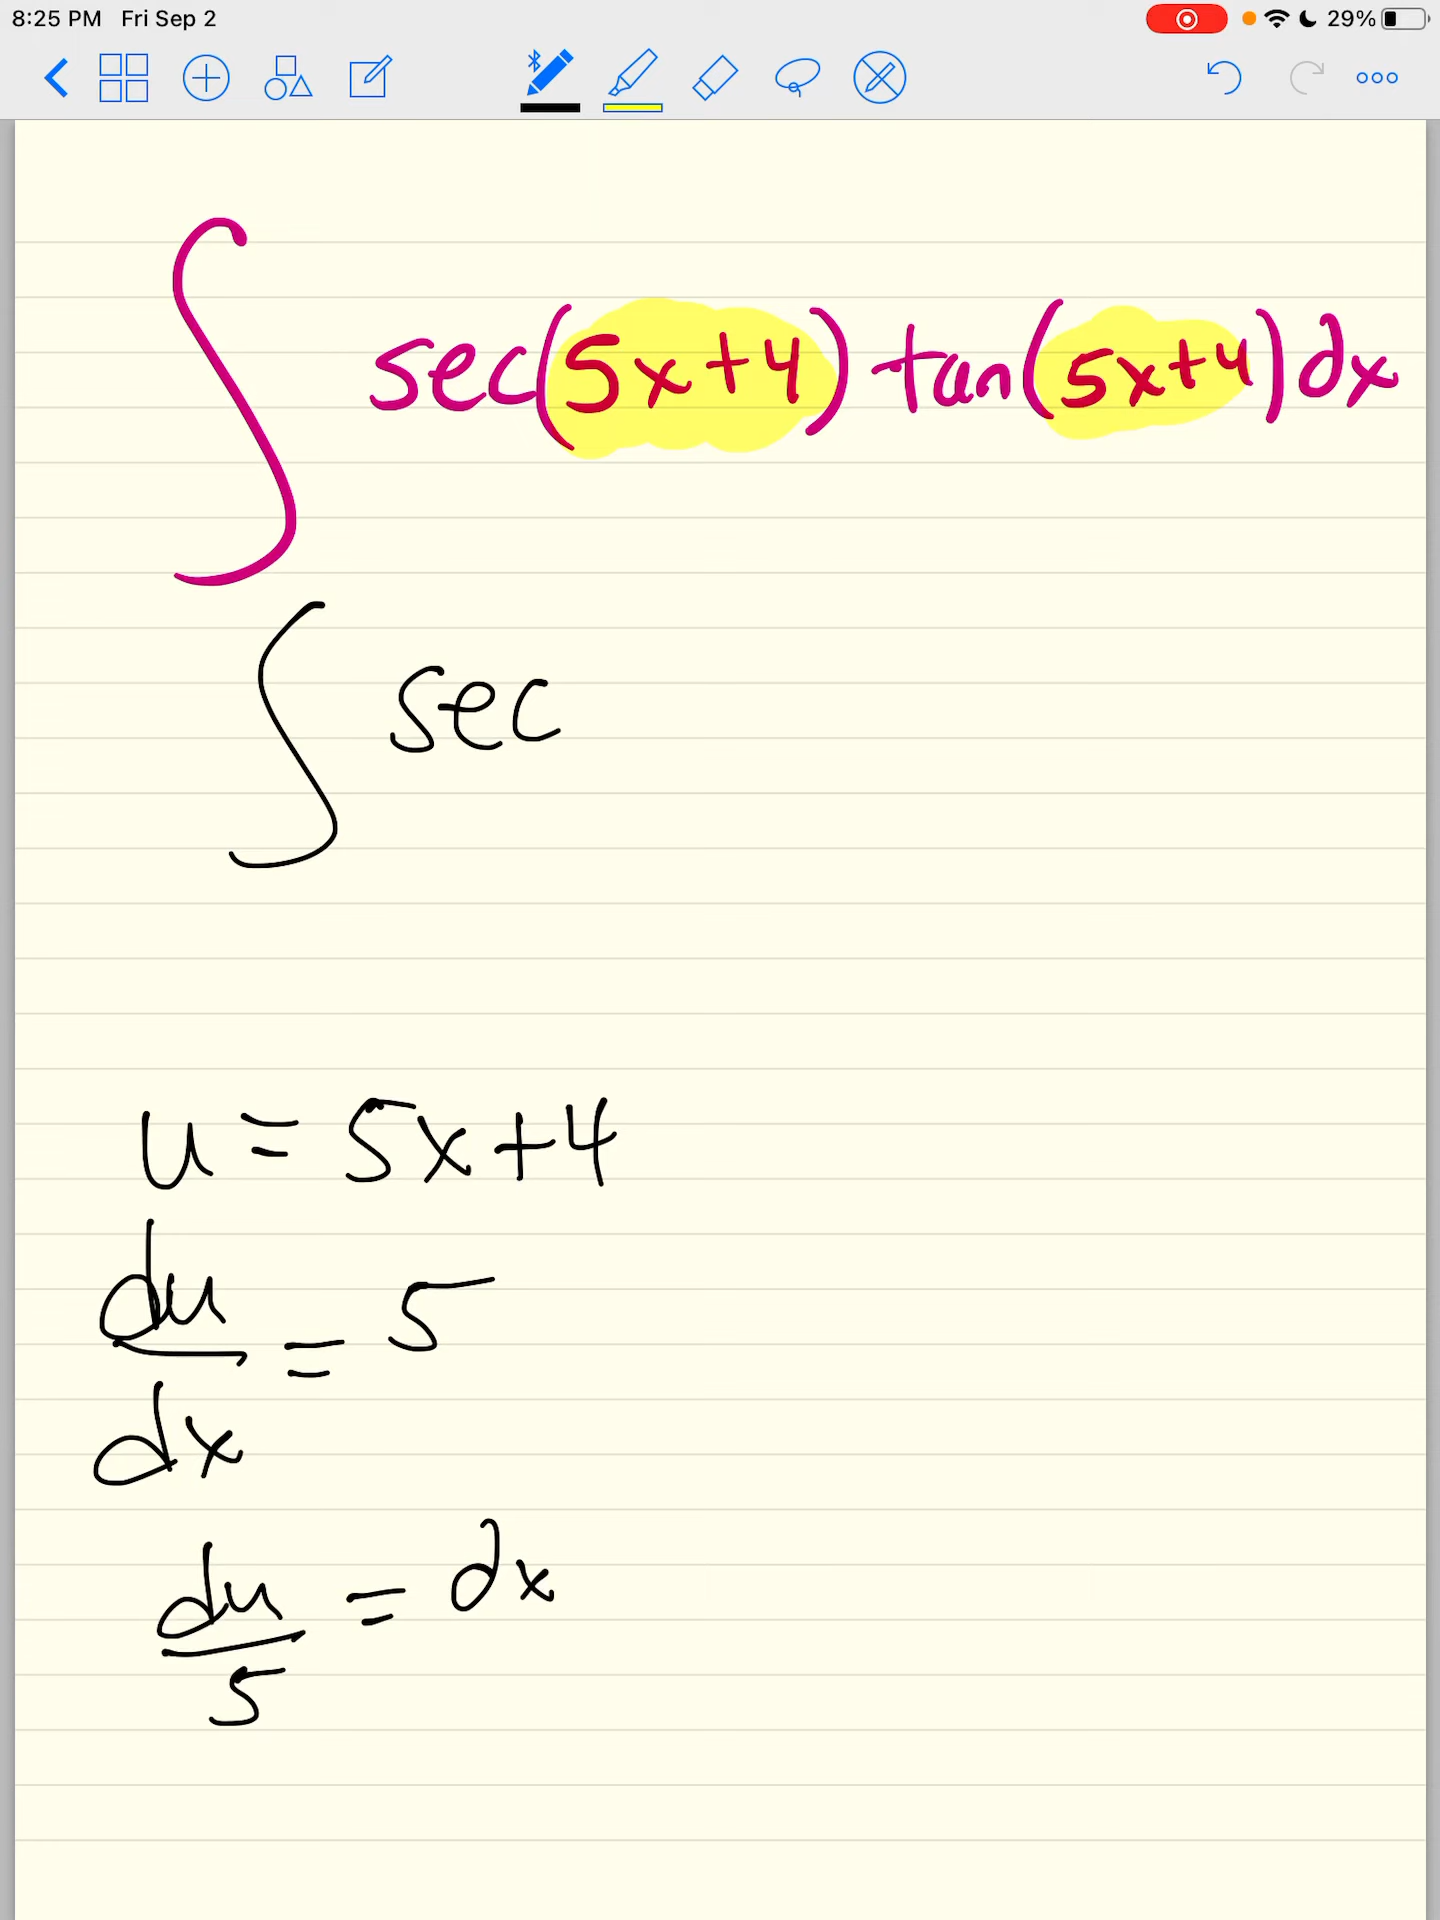 8:25 PM Fri Sep 2 29%
∫ sec(5x+4) tan(5x+4) dx
∫ sec
u = 5x+4
du/dx = 5
du/5 = dx